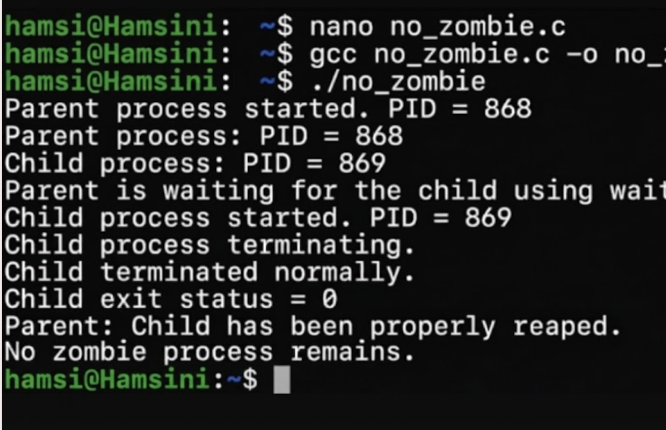 hamsi@Hamsini: ~$ nano no_zombie.c
hamsi@Hamsini: ~$ gcc no_zombie.c -o no_
hamsi@Hamsini: ~$ ./no_zombie
Parent process started. PID = 868
Parent process: PID = 868
Child process: PID = 869
Parent is waiting for the child using wait
Child process started. PID = 869
Child process terminating.
Child terminated normally.
Child exit status = 0
Parent: Child has been properly reaped.
No zombie process remains.
hamsi@Hamsini:~$